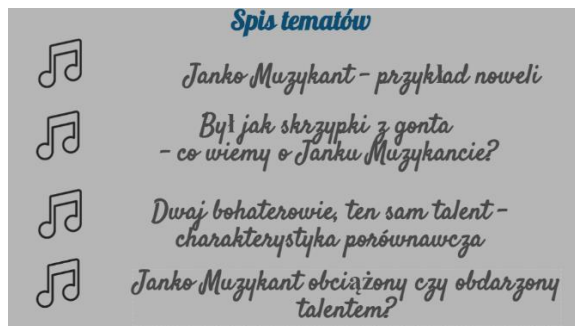 Spis tematów
Janko Muzykant - przykład noweli
Był jak skrzypki z gonta
- co wiemy o Janku Muzykancie?
Dwaj bohaterowie, ten sam talent -
charakterystyka porównawcza
Janko Muzykant obciążony czy obdarzony
talentem?